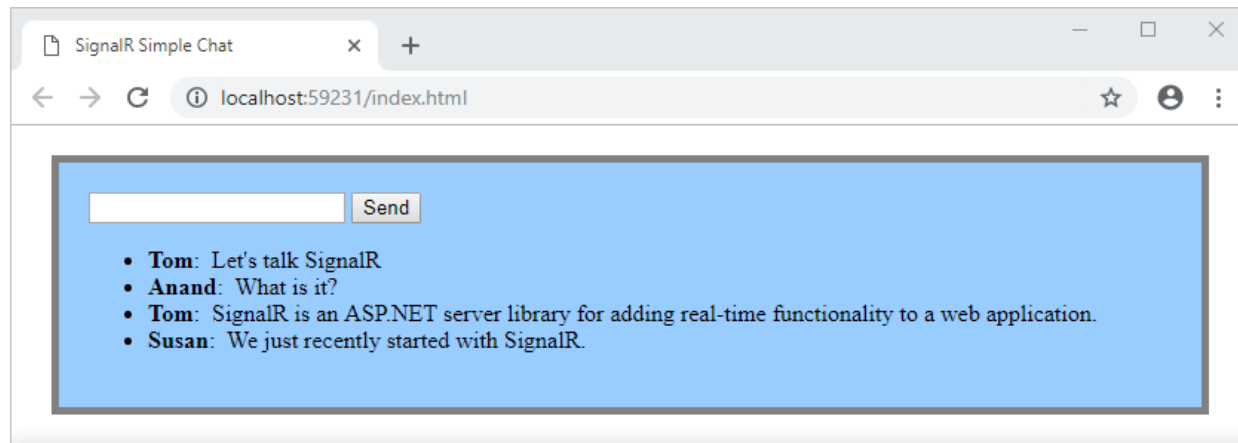 SignalR Simple Chat
localhost:59231/index.html
Send
Tom: Let's talk SignalR
Anand: What is it?
Tom: SignalR is an ASP.NET server library for adding real-time functionality to a web application.
Susan: We just recently started with SignalR.